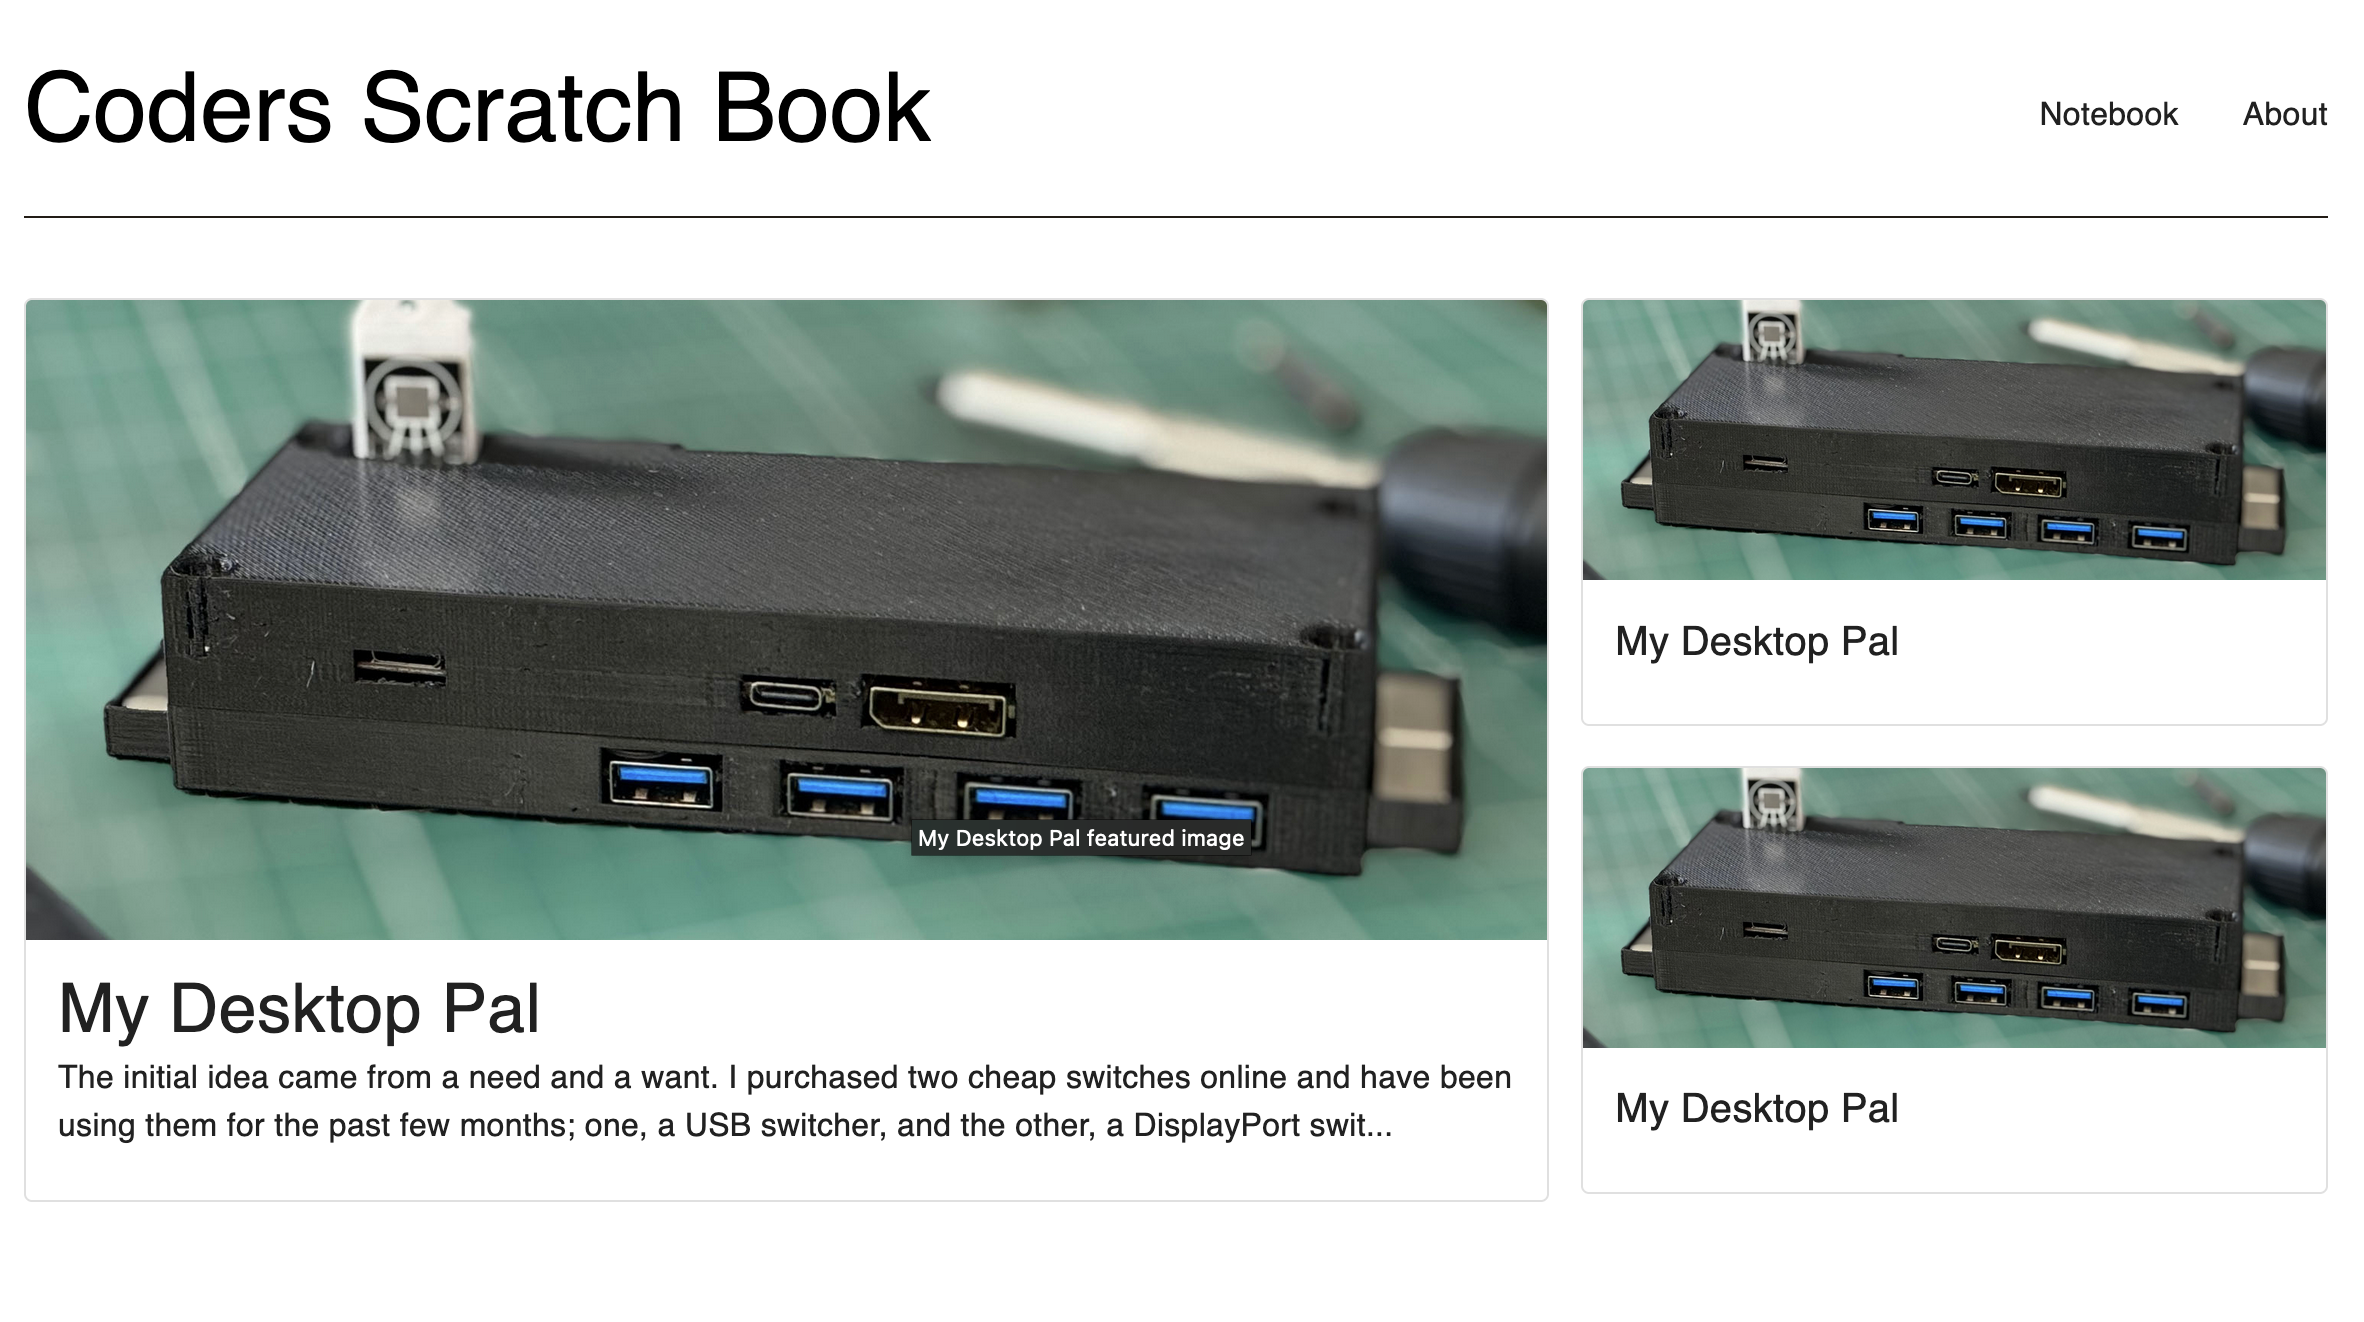 Coders Scratch Book
Notebook
About
My Desktop Pal featured image
My Desktop Pal
The initial idea came from a need and a want. I purchased two cheap switches online and have been
using them for the past few months; one, a USB switcher, and the other, a DisplayPort swit...
My Desktop Pal
My Desktop Pal